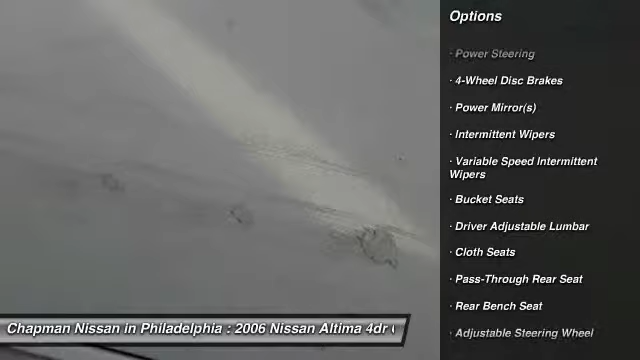 Options
· Power Steering
· 4-Wheel Disc Brakes
· Power Mirror(s)
· Intermittent Wipers
· Variable Speed Intermittent
Wipers
· Bucket Seats
· Driver Adjustable Lumbar
· Cloth Seats
· Pass-Through Rear Seat
· Rear Bench Seat
· Adjustable Steering Wheel
Chapman Nissan in Philadelphia : 2006 Nissan Altima 4dr